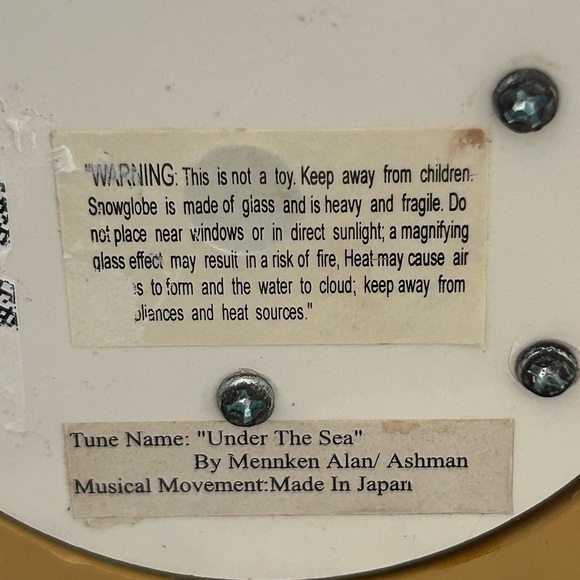 "WARNING: This is not a toy. Keep away from children.
Snowglobe is made of glass and is heavy and fragile. Do
not place near windows or in direct sunlight; a magnifying
glass effect may result in a risk of fire, Heat may cause air
to form and the water to cloud; keep away from
and heat sources."
Tune Name: "Under The Sea"
By Mennken Alan/ Ashman
Musical Movement:Made In Japan